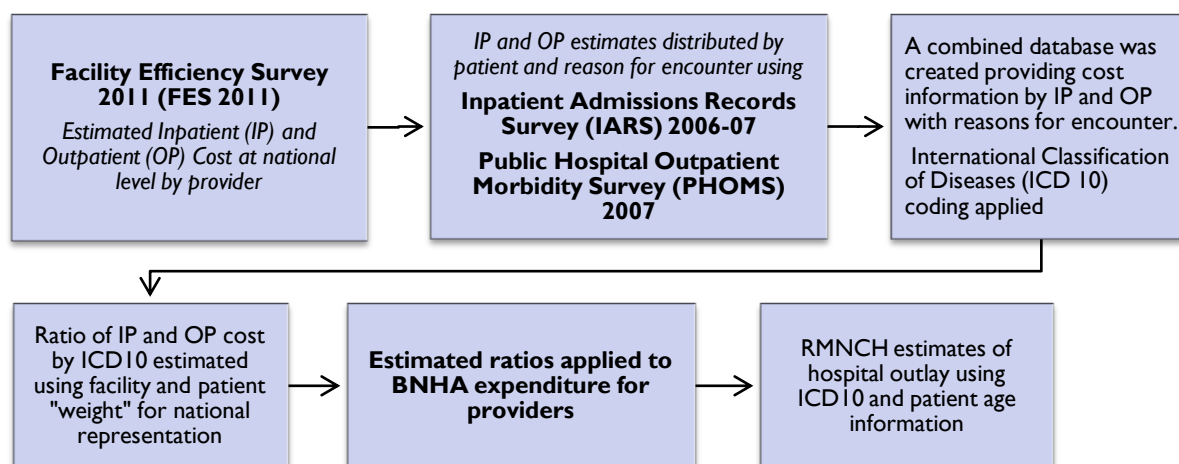 Facility Efficiency Survey
2011 (FES 2011)
Estimated Inpatient (IP) and
Outpatient (OP) Cost at national
level by provider
IP and OP estimates distributed by
patient and reason for encounter using
Inpatient Admissions Records
Survey (IARS) 2006-07
Public Hospital Outpatient
Morbidity Survey (PHOMS)
2007
A combined database was
created providing cost
information by IP and OP
with reasons for encounter.
International Classification
of Diseases (ICD 10)
coding applied
Ratio of IP and OP cost
by ICD10 estimated
using facility and patient
"weight" for national
representation
Estimated ratios applied to
BNHA expenditure for
providers
RMNCH estimates of
hospital outlay using
ICD10 and patient age
information